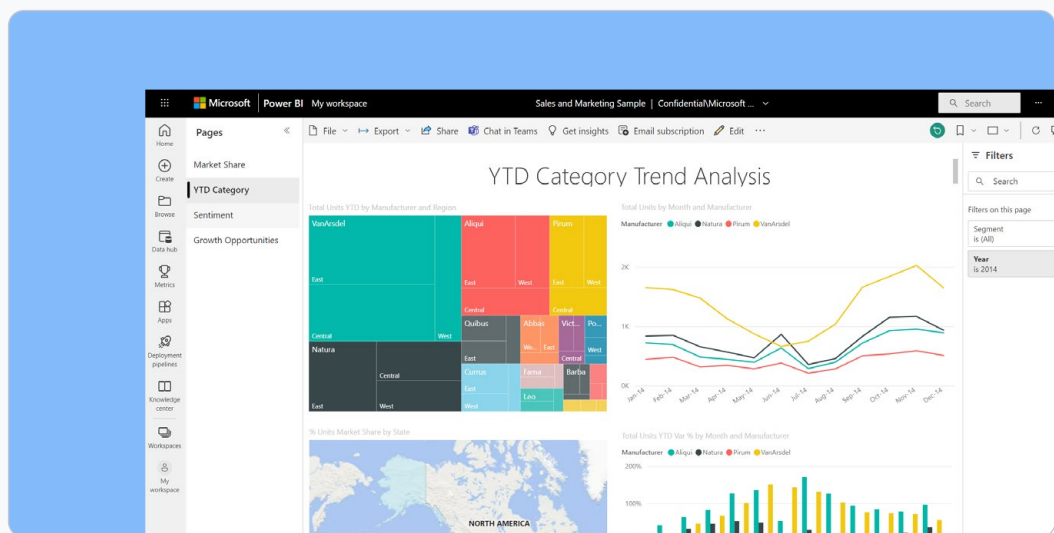 Microsoft Power BI My workspace
Sales and Marketing Sample | Confidential\Microsoft ...
Search
Home
Create
Browse
Data hub
Metrics
Apps
Deployment pipelines
Knowledge center
Workspaces
My workspace
Pages
Market Share
YTD Category
Sentiment
Growth Opportunities
File Export Share Chat in Teams Get insights Email subscription Edit
YTD Category Trend Analysis
Total Units YTD by Manufacturer and Region
VanArsdel
East
Central
West
Natura
East
Central
West
Aliqui
East
West
Central
Pirum
East
West
Central
Quibus
East
Abbas
We... East
Vict...
Central
Po...
West
Currus
East
West
Fama
Leo
Barba
Total Units by Month and Manufacturer
Manufacturer Aliqui Natura Pirum VanArsdel
2K
1K
0K
Jan-14 Feb-14 Mar-14 Apr-14 May-14 Jun-14 Jul-14 Aug-14 Sep-14 Oct-14 Nov-14 Dec-14
% Units Market Share by State
NORTH AMERICA
Total Units YTD Var % by Month and Manufacturer
Manufacturer Aliqui Natura Pirum VanArsdel
200%
100%
Filters
Search
Filters on this page
Segment
is (All)
Year
is 2014